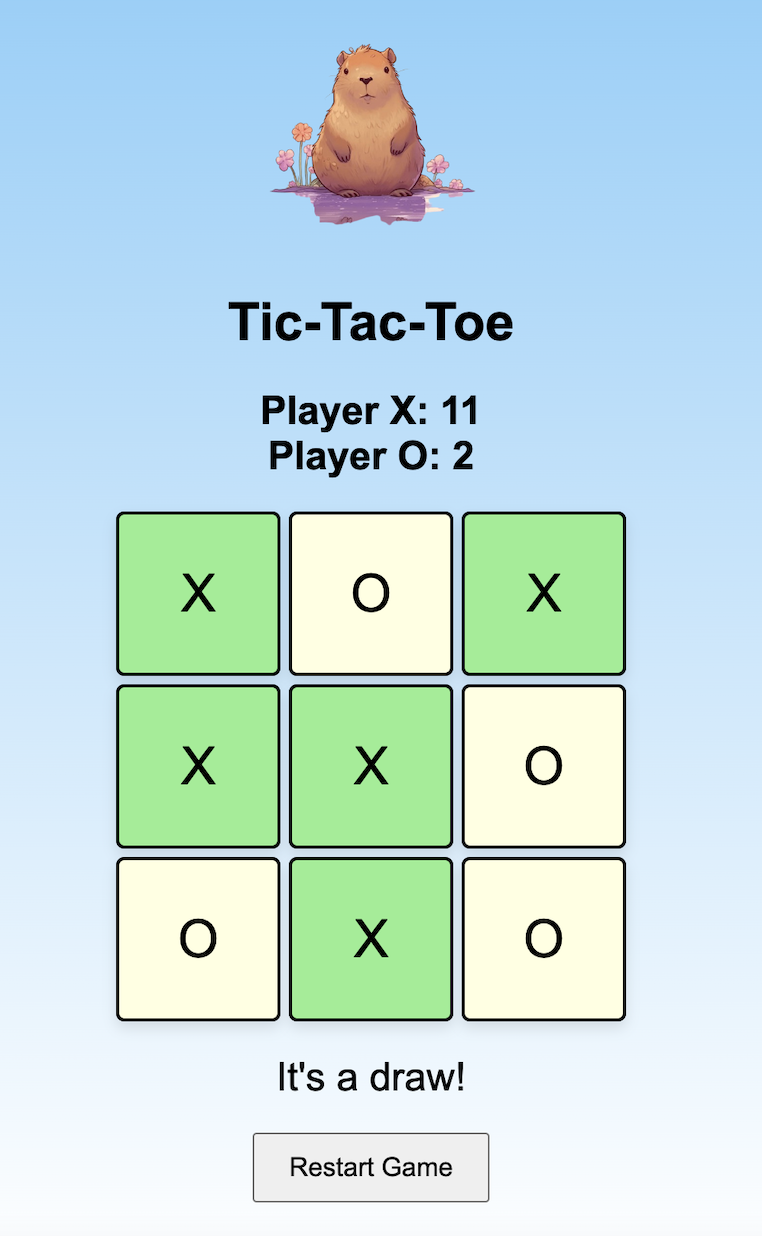 Tic-Tac-Toe
Player X: 11
Player O: 2
X O X
X X O
O X O
It's a draw!
Restart Game